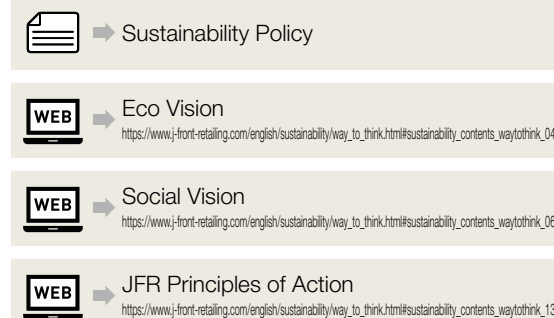 Sustainability Policy
WEB
Eco Vision
https://www.j-front-retailing.com/english/sustainability/way_to_think.html#sustainability_contents_waytothink_04
WEB
Social Vision
https://www.j-front-retailing.com/english/sustainability/way_to_think.html#sustainability_contents_waytothink_06
WEB
JFR Principles of Action
https://www.j-front-retailing.com/english/sustainability/way_to_think.html#sustainability_contents_waytothink_13